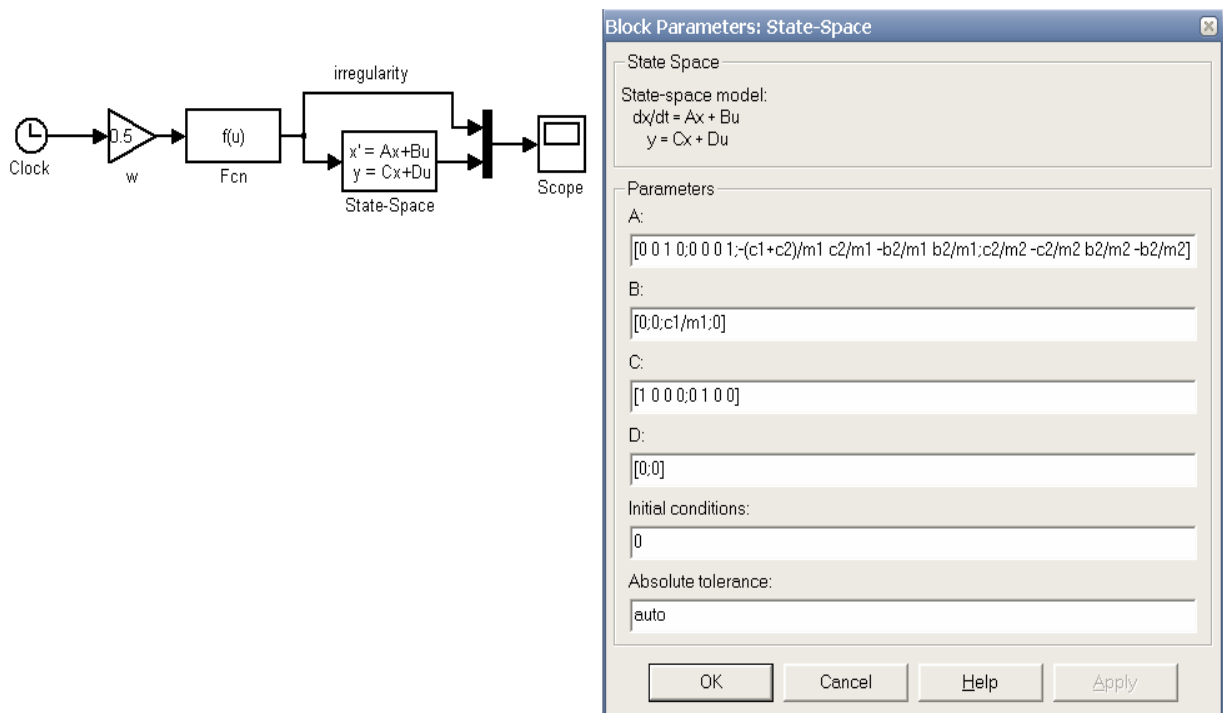 irregularity
0.5
f(u)
x' = Ax+Bu
y = Cx+Du
Clock
w
Fcn
State-Space
Scope
Block Parameters: State-Space
State Space
State-space model:
dx/dt = Ax + Bu
y = Cx + Du
Parameters
A:
[0 0 1 0;0 0 0 1;-(c1+c2)/m1 c2/m1 -b2/m1 b2/m1;c2/m2 -c2/m2 b2/m2 -b2/m2]
B:
[0;0;c1/m1;0]
C:
[1 0 0 0;0 1 0 0]
D:
[0;0]
Initial conditions:
0
Absolute tolerance:
auto
OK Cancel Help Apply